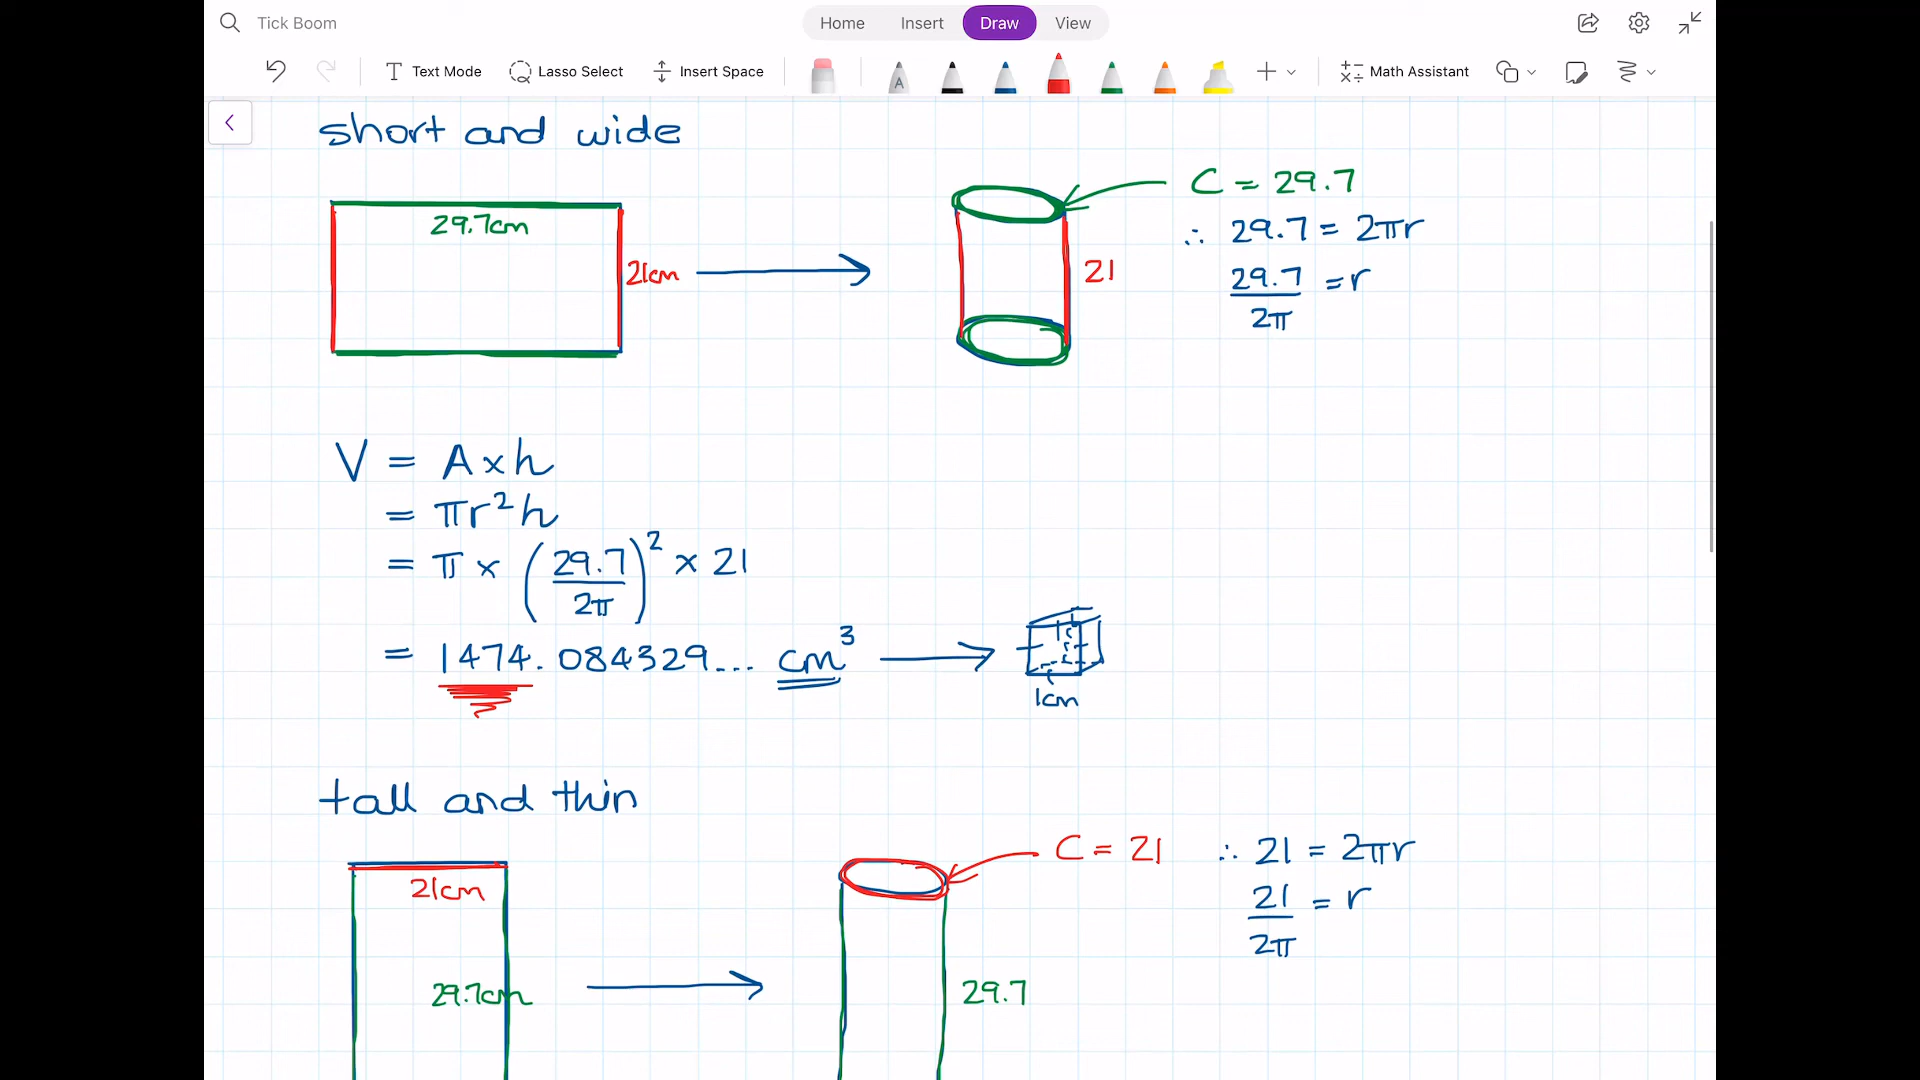 Tick Boom
Home Insert Draw View
Text Mode Lasso Select Insert Space A Math Assistant
short and wide
29.7cm
21cm
21
C = 29.7
∴ 29.7 = 2πr
29.7/2π = r
V = A × h
= πr²h
= π × (29.7/2π)² × 21
= 1474.084329... cm³
1cm
tall and thin
21cm
29.7cm
C = 21
29.7
∴ 21 = 2πr
21/2π = r